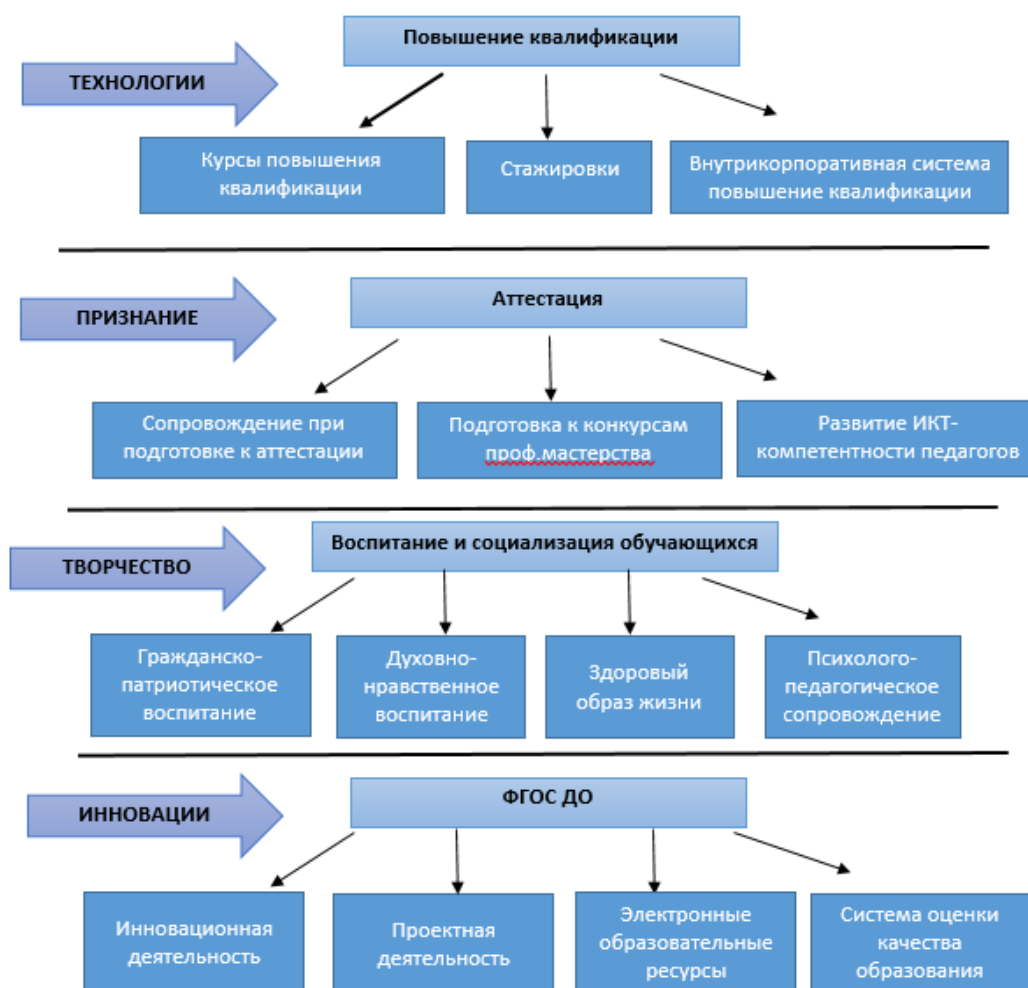 Повышение квалификации
ТЕХНОЛОГИИ
Курсы повышения
квалификации
Стажировки
Внутрикорпоративная система
повышение квалификации
Аттестация
ПРИЗНАНИЕ
Сопровождение при
подготовке к аттестации
Подготовка к конкурсам
проф.мастерства
Развитие ИКТ-
компетентности педагогов
Воспитание и социализация обучающихся
ТВОРЧЕСТВО
Гражданско-
патриотическое
воспитание
Духовно-
нравственное
воспитание
Здоровый
образ жизни
Психолого-
педагогическое
сопровождение
ФГОС ДО
ИННОВАЦИИ
Инновационная
деятельность
Проектная
деятельность
Электронные
образовательные
ресурсы
Система оценки
качества
образования